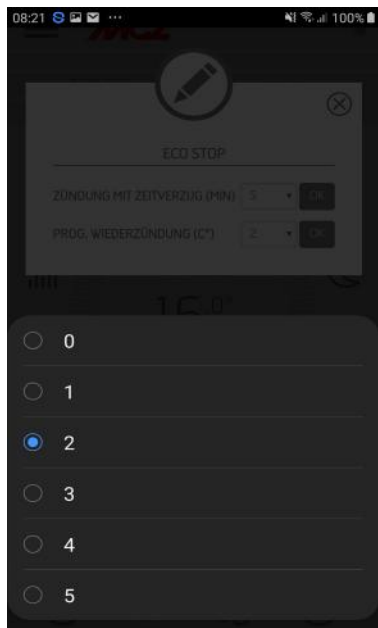 08:21 ... 100%
MCZ
ECO STOP
ZÜNDUNG MIT ZEITVERZUG (MIN) 5 OK
PROG. WIEDERZÜNDUNG (C°) 2 OK
16.0°
0
1
2
3
4
5